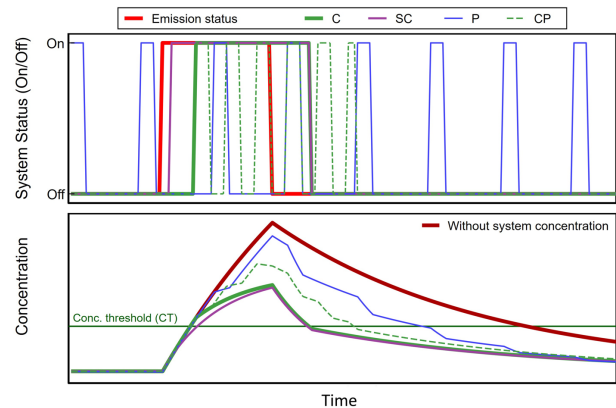 Emission status C SC P CP
On
System Status (On/Off)
Off
Without system concentration
Concentration
Conc. threshold (CT)
Time